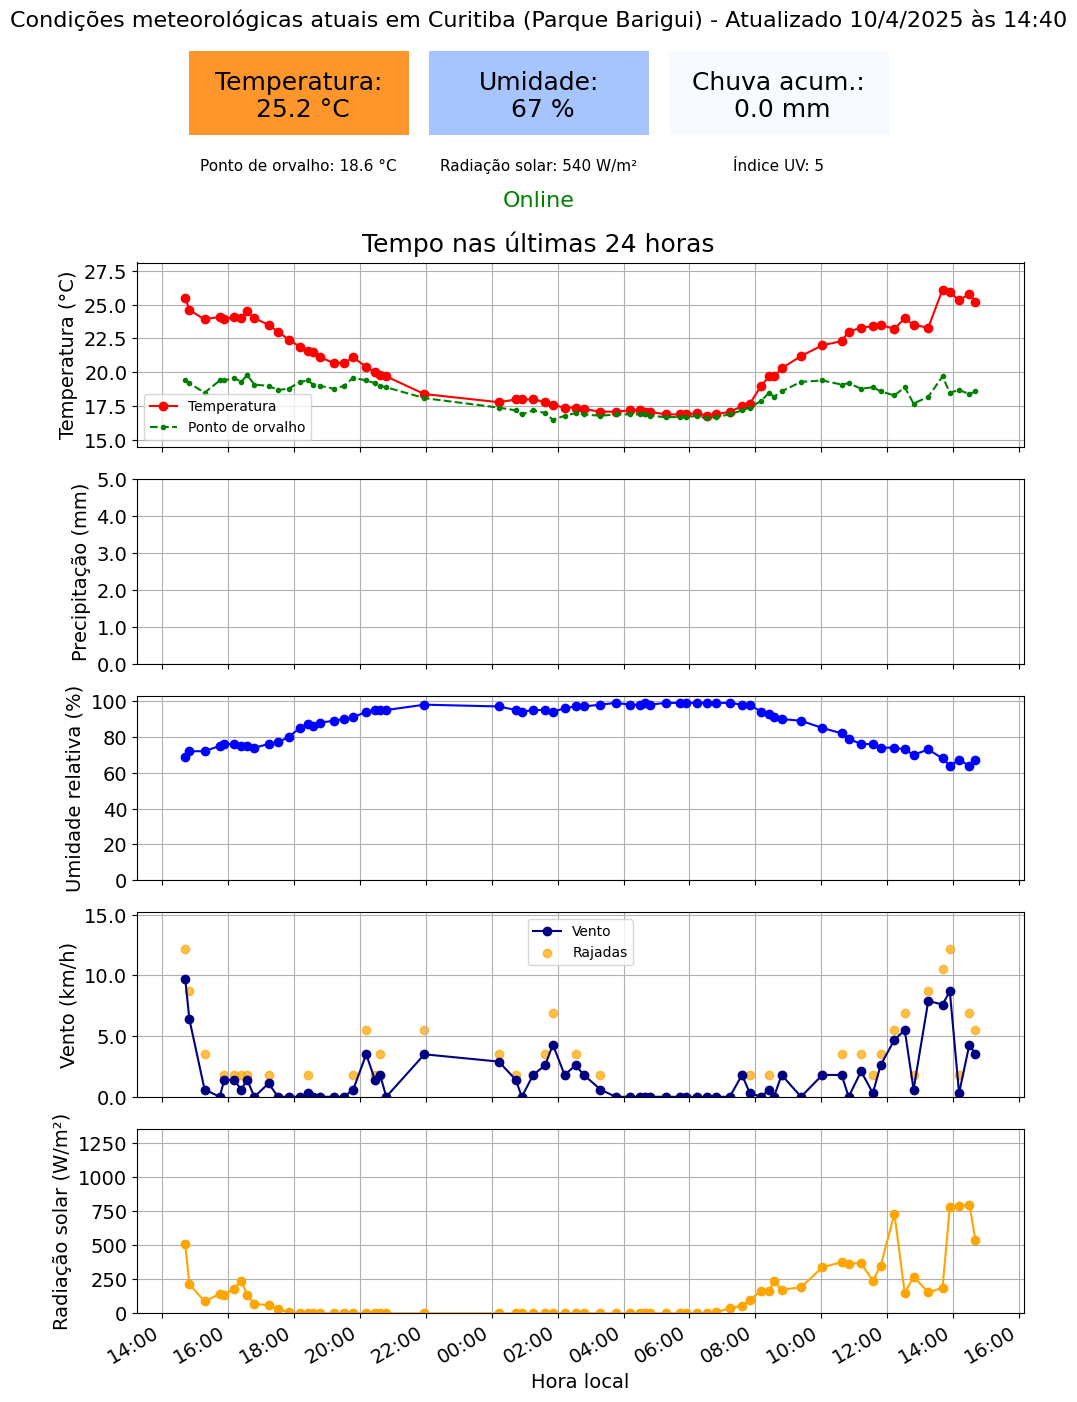 Condições meteorológicas atuais em Curitiba (Parque Barigui) - Atualizado 10/4/2025 às 14:40
Temperatura:
25.2 °C
Umidade:
67 %
Chuva acum.:
0.0 mm
Ponto de orvalho: 18.6 °C
Radiação solar: 540 W/m²
Índice UV: 5
Online
Tempo nas últimas 24 horas
Temperatura (°C)
27.5
25.0
22.5
20.0
17.5
15.0
Temperatura
Ponto de orvalho
Precipitação (mm)
5.0
4.0
3.0
2.0
1.0
0.0
Umidade relativa (%)
100
80
60
40
20
0
Vento (km/h)
15.0
10.0
5.0
0.0
Vento
Rajadas
Radiação solar (W/m²)
1250
1000
750
500
250
0
14:00
16:00
18:00
20:00
22:00
00:00
02:00
04:00
06:00
08:00
10:00
12:00
14:00
16:00
Hora local